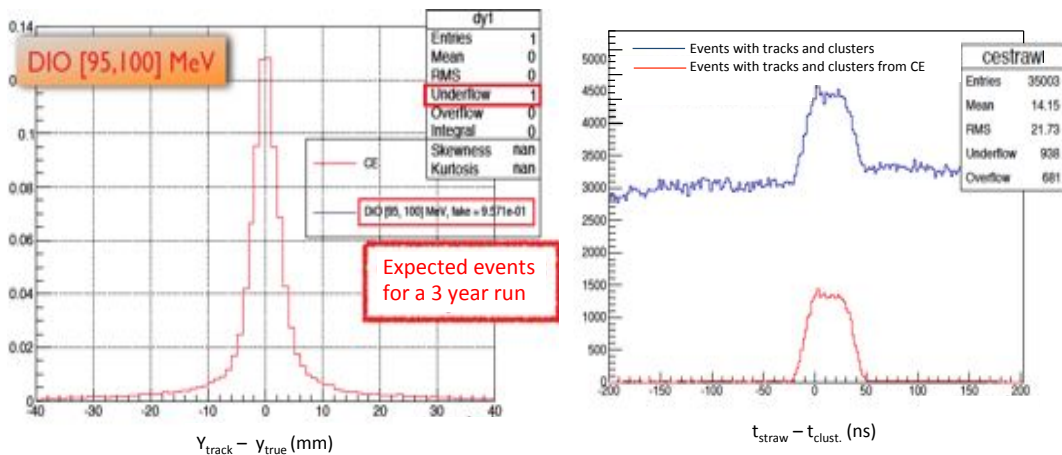 dy1
Entries 1
Mean 0
RMS 0
Underflow 1
Overflow 0
Integral 0
Skewness nan
Kurtosis nan
DIO [95,100] MeV
CE
DIO [95, 100] MeV, fake = 9.571e-01
Expected events
for a 3 year run
0.14
0.1
0.08
0.06
0.04
0.02
0
-40 -30 -20 -10 0 10 20 30 40
Ytrack – ytrue (mm)
Events with tracks and clusters
Events with tracks and clusters from CE
cestrawl
Entries 35003
Mean 14.15
RMS 21.73
Underflow 938
Overflow 681
5000
4500
4000
3500
3000
2500
2000
1500
1000
500
0
-200 -150 -100 -50 0 50 100 150 200
tstraw – tclust. (ns)